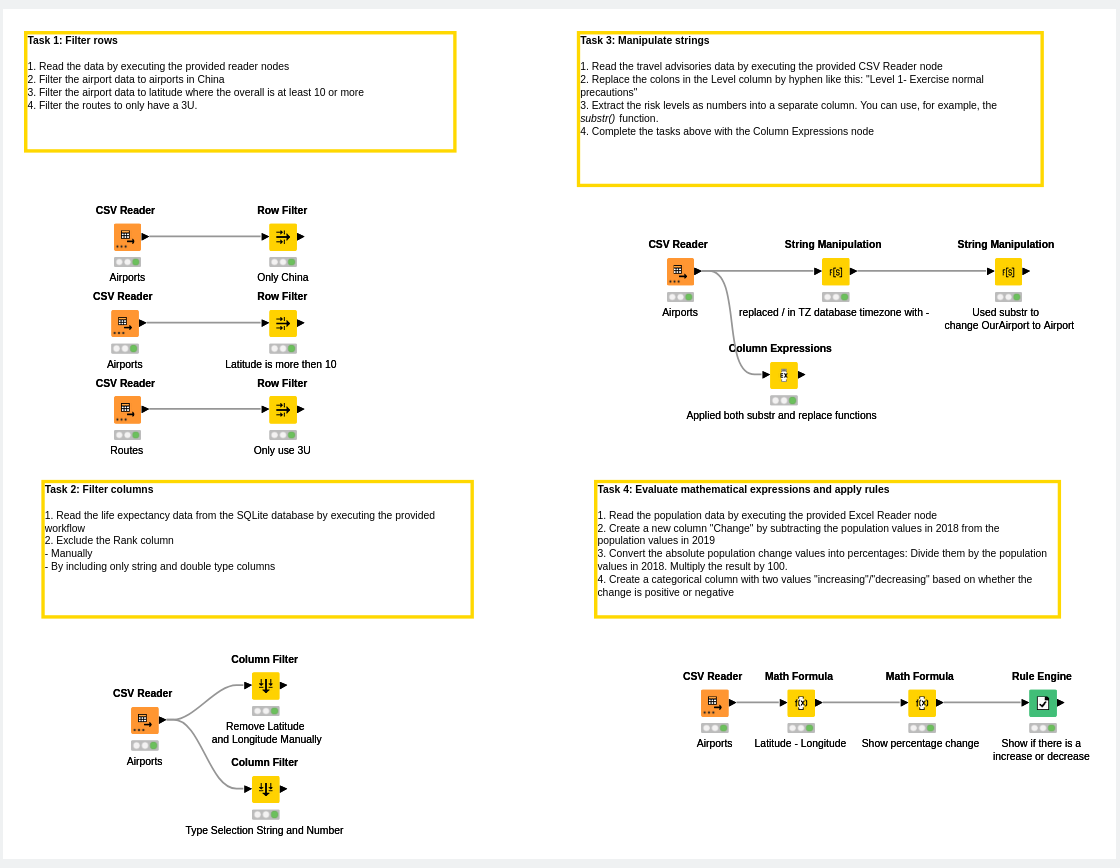 Task 1: Filter rows
1. Read the data by executing the provided reader nodes
2. Filter the airport data to airports in China
3. Filter the airport data to latitude where the overall is at least 10 or more
4. Filter the routes to only have a 3U.
CSV Reader
Row Filter
Airports
Only China
CSV Reader
Row Filter
Airports
Latitude is more then 10
CSV Reader
Row Filter
Routes
Only use 3U
Task 3: Manipulate strings
1. Read the travel advisories data by executing the provided CSV Reader node
2. Replace the colons in the Level column by hyphen like this: "Level 1- Exercise normal
precautions"
3. Extract the risk levels as numbers into a separate column. You can use, for example, the
substr() function.
4. Complete the tasks above with the Column Expressions node
CSV Reader
String Manipulation
String Manipulation
f[S]
f[S]
Airports
replaced / in TZ database timezone with -
Used substr to
change OurAirport to Airport
Column Expressions
EX
Applied both substr and replace functions
Task 2: Filter columns
1. Read the life expectancy data from the SQLite database by executing the provided
workflow
2. Exclude the Rank column
- Manually
- By including only string and double type columns
Column Filter
CSV Reader
Remove Latitude
and Longitude Manually
Airports
Column Filter
Type Selection String and Number
Task 4: Evaluate mathematical expressions and apply rules
1. Read the population data by executing the provided Excel Reader node
2. Create a new column "Change" by subtracting the population values in 2018 from the
population values in 2019
3. Convert the absolute population change values into percentages: Divide them by the population
values in 2018. Multiply the result by 100.
4. Create a categorical column with two values "increasing"/"decreasing" based on whether the
change is positive or negative
CSV Reader
Math Formula
Math Formula
Rule Engine
f(X)
f(X)
Airports
Latitude - Longitude
Show percentage change
Show if there is a
increase or decrease